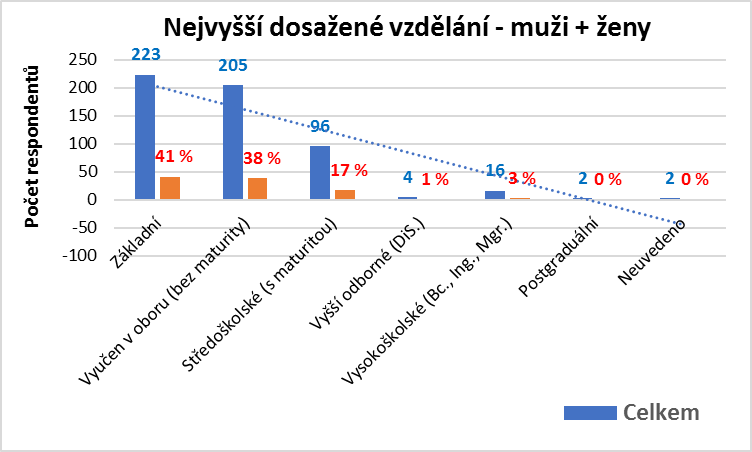 Nejvyšší dosažené vzdělání - muži + ženy
Počet respondentů
250
200
150
100
50
0
-50
-100
223
41 %
205
38 %
96
17 %
4
1 %
16
3 %
2
0 %
2
0 %
Základní
Vyučen v oboru (bez maturity)
Středoškolské (s maturitou)
Vyšší odborné (DiS.)
Vysokoškolské (Bc., Ing., Mgr.)
Postgraduální
Neuvedeno
Celkem